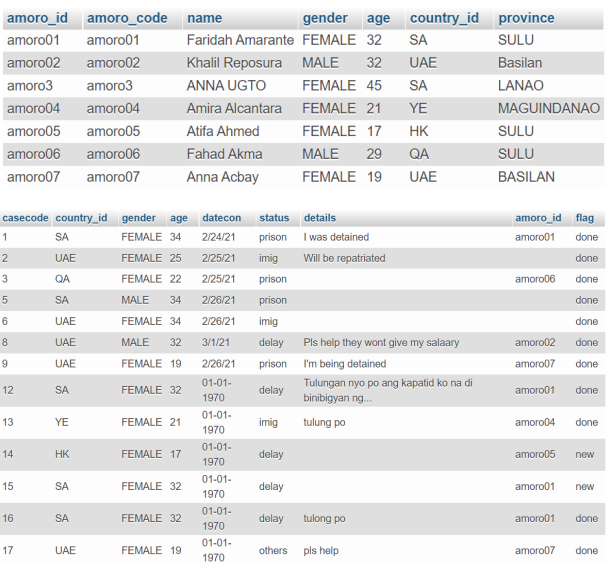 amoro_id amoro_code name gender age country_id province
amoro01 amoro01 Faridah Amarante FEMALE 32 SA SULU
amoro02 amoro02 Khalil Reposura MALE 32 UAE Basilan
amoro3 amoro3 ANNA UGTO FEMALE 45 SA LANAO
amoro04 amoro04 Amira Alcantara FEMALE 21 YE MAGUINDANAO
amoro05 amoro05 Atifa Ahmed FEMALE 17 HK SULU
amoro06 amoro06 Fahad Akma MALE 29 QA SULU
amoro07 amoro07 Anna Acbay FEMALE 19 UAE BASILAN
casecode country_id gender age datecon status details amoro_id flag
1 SA FEMALE 34 2/24/21 prison I was detained amoro01 done
2 UAE FEMALE 25 2/25/21 imig Will be repatriated done
3 QA FEMALE 22 2/25/21 prison amoro06 done
5 SA MALE 34 2/26/21 prison done
6 UAE FEMALE 34 2/26/21 imig done
8 UAE MALE 32 3/1/21 delay Pls help they wont give my salaary amoro02 done
9 UAE FEMALE 19 2/26/21 prison I'm being detained amoro07 done
12 SA FEMALE 32 01-01-1970 delay Tulungan nyo po ang kapatid ko na di binibigyan ng... amoro01 done
13 YE FEMALE 21 01-01-1970 imig tulung po amoro04 done
14 HK FEMALE 17 01-01-1970 delay amoro05 new
15 SA FEMALE 32 01-01-1970 delay amoro01 new
16 SA FEMALE 32 01-01-1970 delay tulong po amoro01 done
17 UAE FEMALE 19 01-01-1970 others pls help amoro07 done